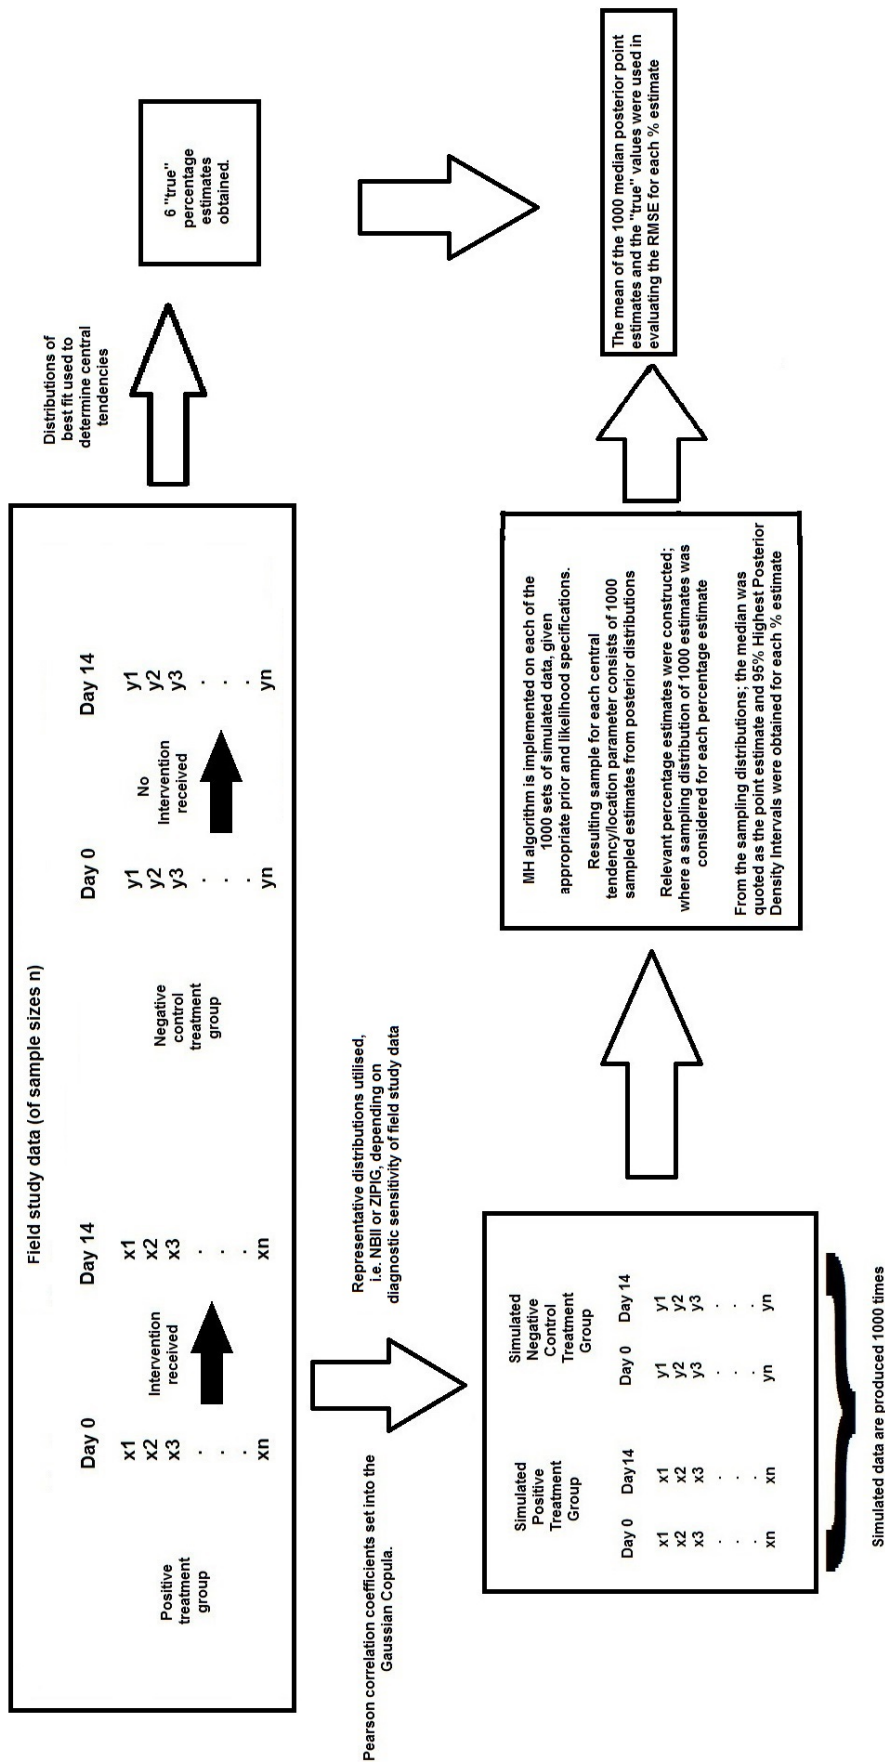 Field study data (of sample sizes n)
Positive
treatment
group
Day 0
x1
x2
x3
.
.
.
xn
Intervention
received
Day 14
x1
x2
x3
.
.
.
xn
Negative
control
treatment
group
Day 0
y1
y2
y3
.
.
.
yn
No
Intervention
received
Day 14
y1
y2
y3
.
.
.
yn
Distributions of
best fit used to
determine central
tendencies
6 "true"
percentage
estimates
obtained.
Pearson correlation coefficients set into the
Gaussian Copula.
Representative distributions utilised,
i.e. NBII or ZIPIG, depending on
diagnostic sensitivity of field study data
Simulated
Positive
Treatment
Group
Day 0 Day14
x1 x1
x2 x2
x3 x3
. .
. .
. .
xn xn
Simulated
Negative
Control
Treatment
Group
Day 0 Day 14
y1 y1
y2 y2
y3 y3
. .
. .
. .
yn yn
Simulated data are produced 1000 times
MH algorithm is implemented on each of the
1000 sets of simulated data, given
appropriate prior and likelihood specifications.
Resulting sample for each central
tendency/location parameter consists of 1000
sampled estimates from posterior distributions
Relevant percentage estimates were constructed;
where a sampling distribution of 1000 estimates was
considered for each percentage estimate
From the sampling distributions; the median was
quoted as the point estimate and 95% Highest Posterior
Density Intervals were obtained for each % estimate
The mean of the 1000 median posterior point
estimates and the "true" values were used in
evaluating the RMSE for each % estimate